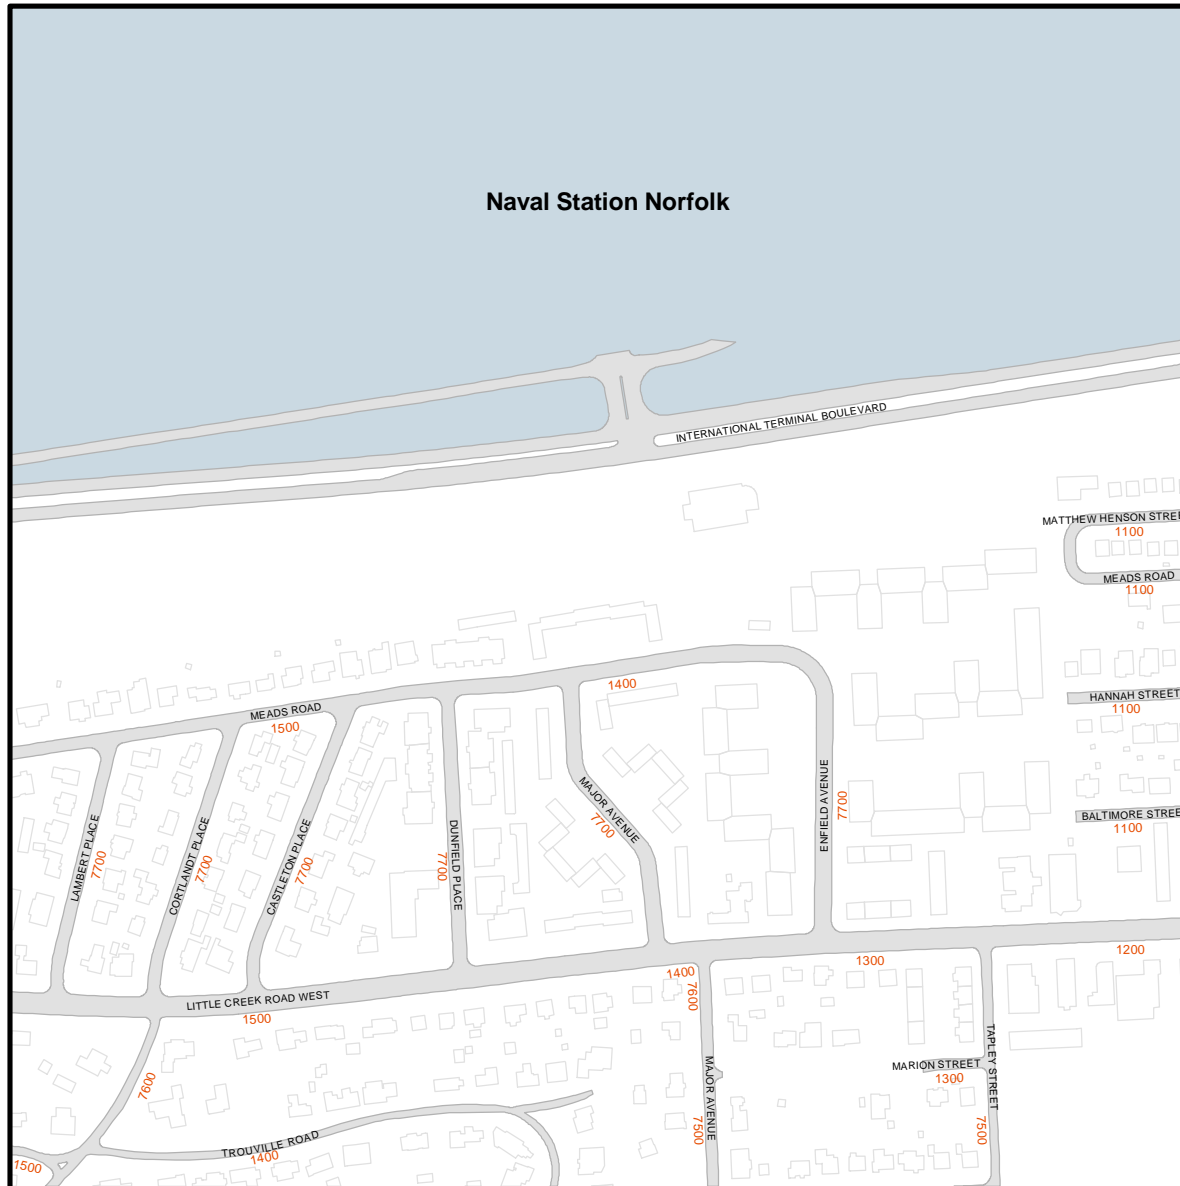 Naval Station Norfolk
INTERNATIONAL TERMINAL BOULEVARD
MATTHEW HENSON STREE
1100
MEADS ROAD
1100
1400
HANNAH STREET
1100
MEADS ROAD
1500
ENFIELD AVENUE
7700
MAJOR AVENUE
7700
BALTIMORE STREE
1100
LAMBERT PLACE
7700
CORTLANDT PLACE
7700
CASTLETON PLACE
7700
DUNFIELD PLACE
7700
1200
1300
1400
7600
LITTLE CREEK ROAD WEST
1500
MARION STREET
1300
TAPLEY STREET
7500
MAJOR AVENUE
7500
7600
TROUVILLE ROAD
1400
1500